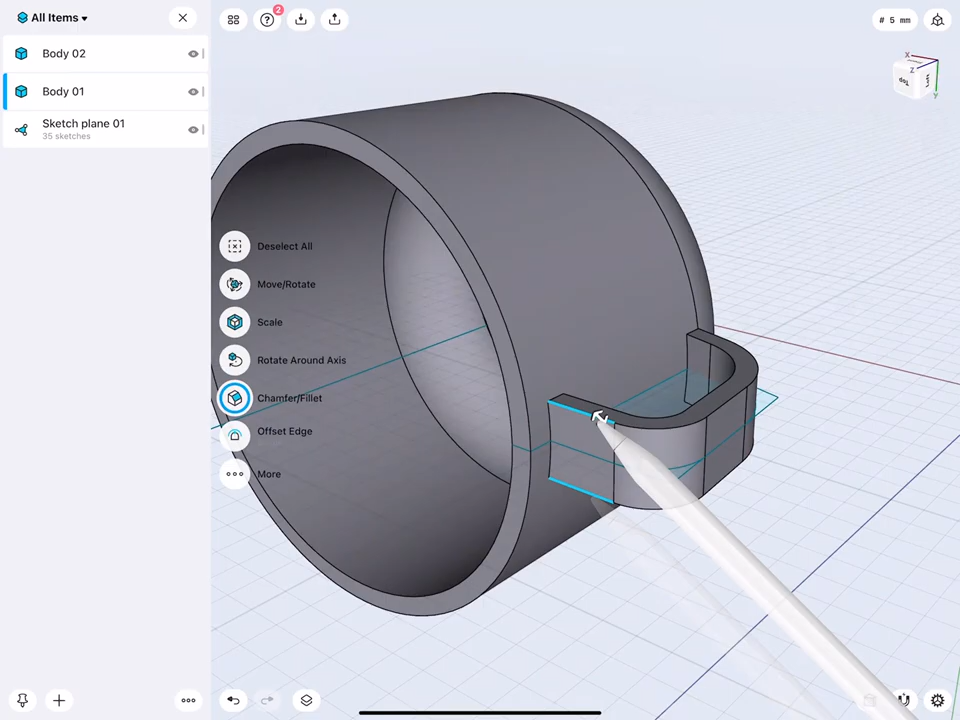 All Items
2
# 5 mm
Body 02
Body 01
Sketch plane 01
35 sketches
X
Z
Y
Top
Deselect All
Move/Rotate
Scale
Rotate Around Axis
Chamfer/Fillet
Offset Edge
More